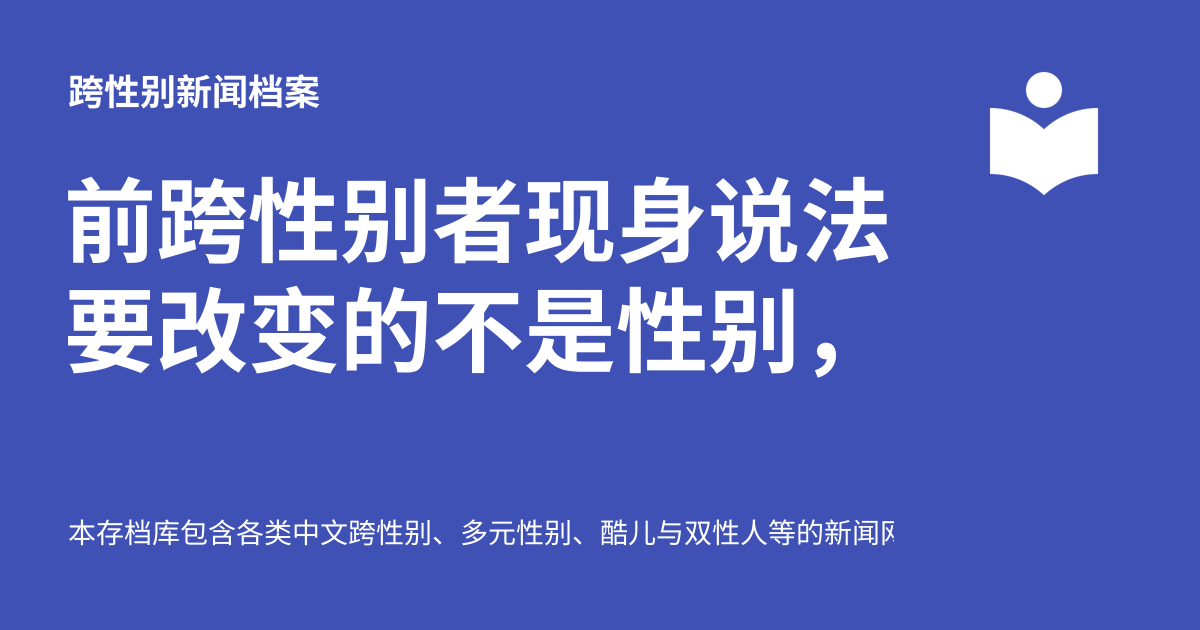 跨性别新闻档案
前跨性别者现身说法
要改变的不是性别，
本存档库包含各类中文跨性别、多元性别、酷儿与双性人等的新闻